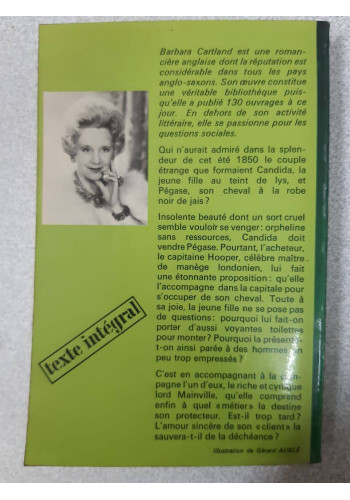 Barbara Cartland est une roman-
cière anglaise dont la réputation est
considérable dans tous les pays
anglo-saxons. Son œuvre constitue
une véritable bibliothèque puis-
qu'elle a publié 130 ouvrages à ce
jour. En dehors de son activité
littéraire, elle se passionne pour les
questions sociales.
Qui n'aurait admiré dans la splen-
deur de cet été 1850 le couple
étrange que formaient Candida, la
jeune fille au teint de lys, et
Pégase, son cheval à la robe
noir de jais ?
Insolente beauté dont un sort cruel
semble vouloir se venger : orpheline
sans ressources, Candida doit
vendre Pégase. Pourtant, l'acheteur,
le capitaine Hooper, célèbre maître
de manège londonien, lui fait
une étonnante proposition : qu'elle
l'accompagne dans la capitale pour
s'occuper de son cheval. Toute à
sa joie, la jeune fille ne se pose pas
de questions : pourquoi lui fait-on
porter d'aussi voyantes toilettes
pour monter ? Pourquoi la présente-
t-on ainsi parée à des hommes un
peu trop empressés ?
C'est en accompagnant à la cam-
pagne l'un d'eux, le riche et cynique
lord Mainville, qu'elle comprend
enfin à quel « métier » la destine
son protecteur. Est-il trop tard ?
L'amour sincère de son « client » la
sauvera-t-il de la déchéance ?
Illustration de Gérard
texte intégral